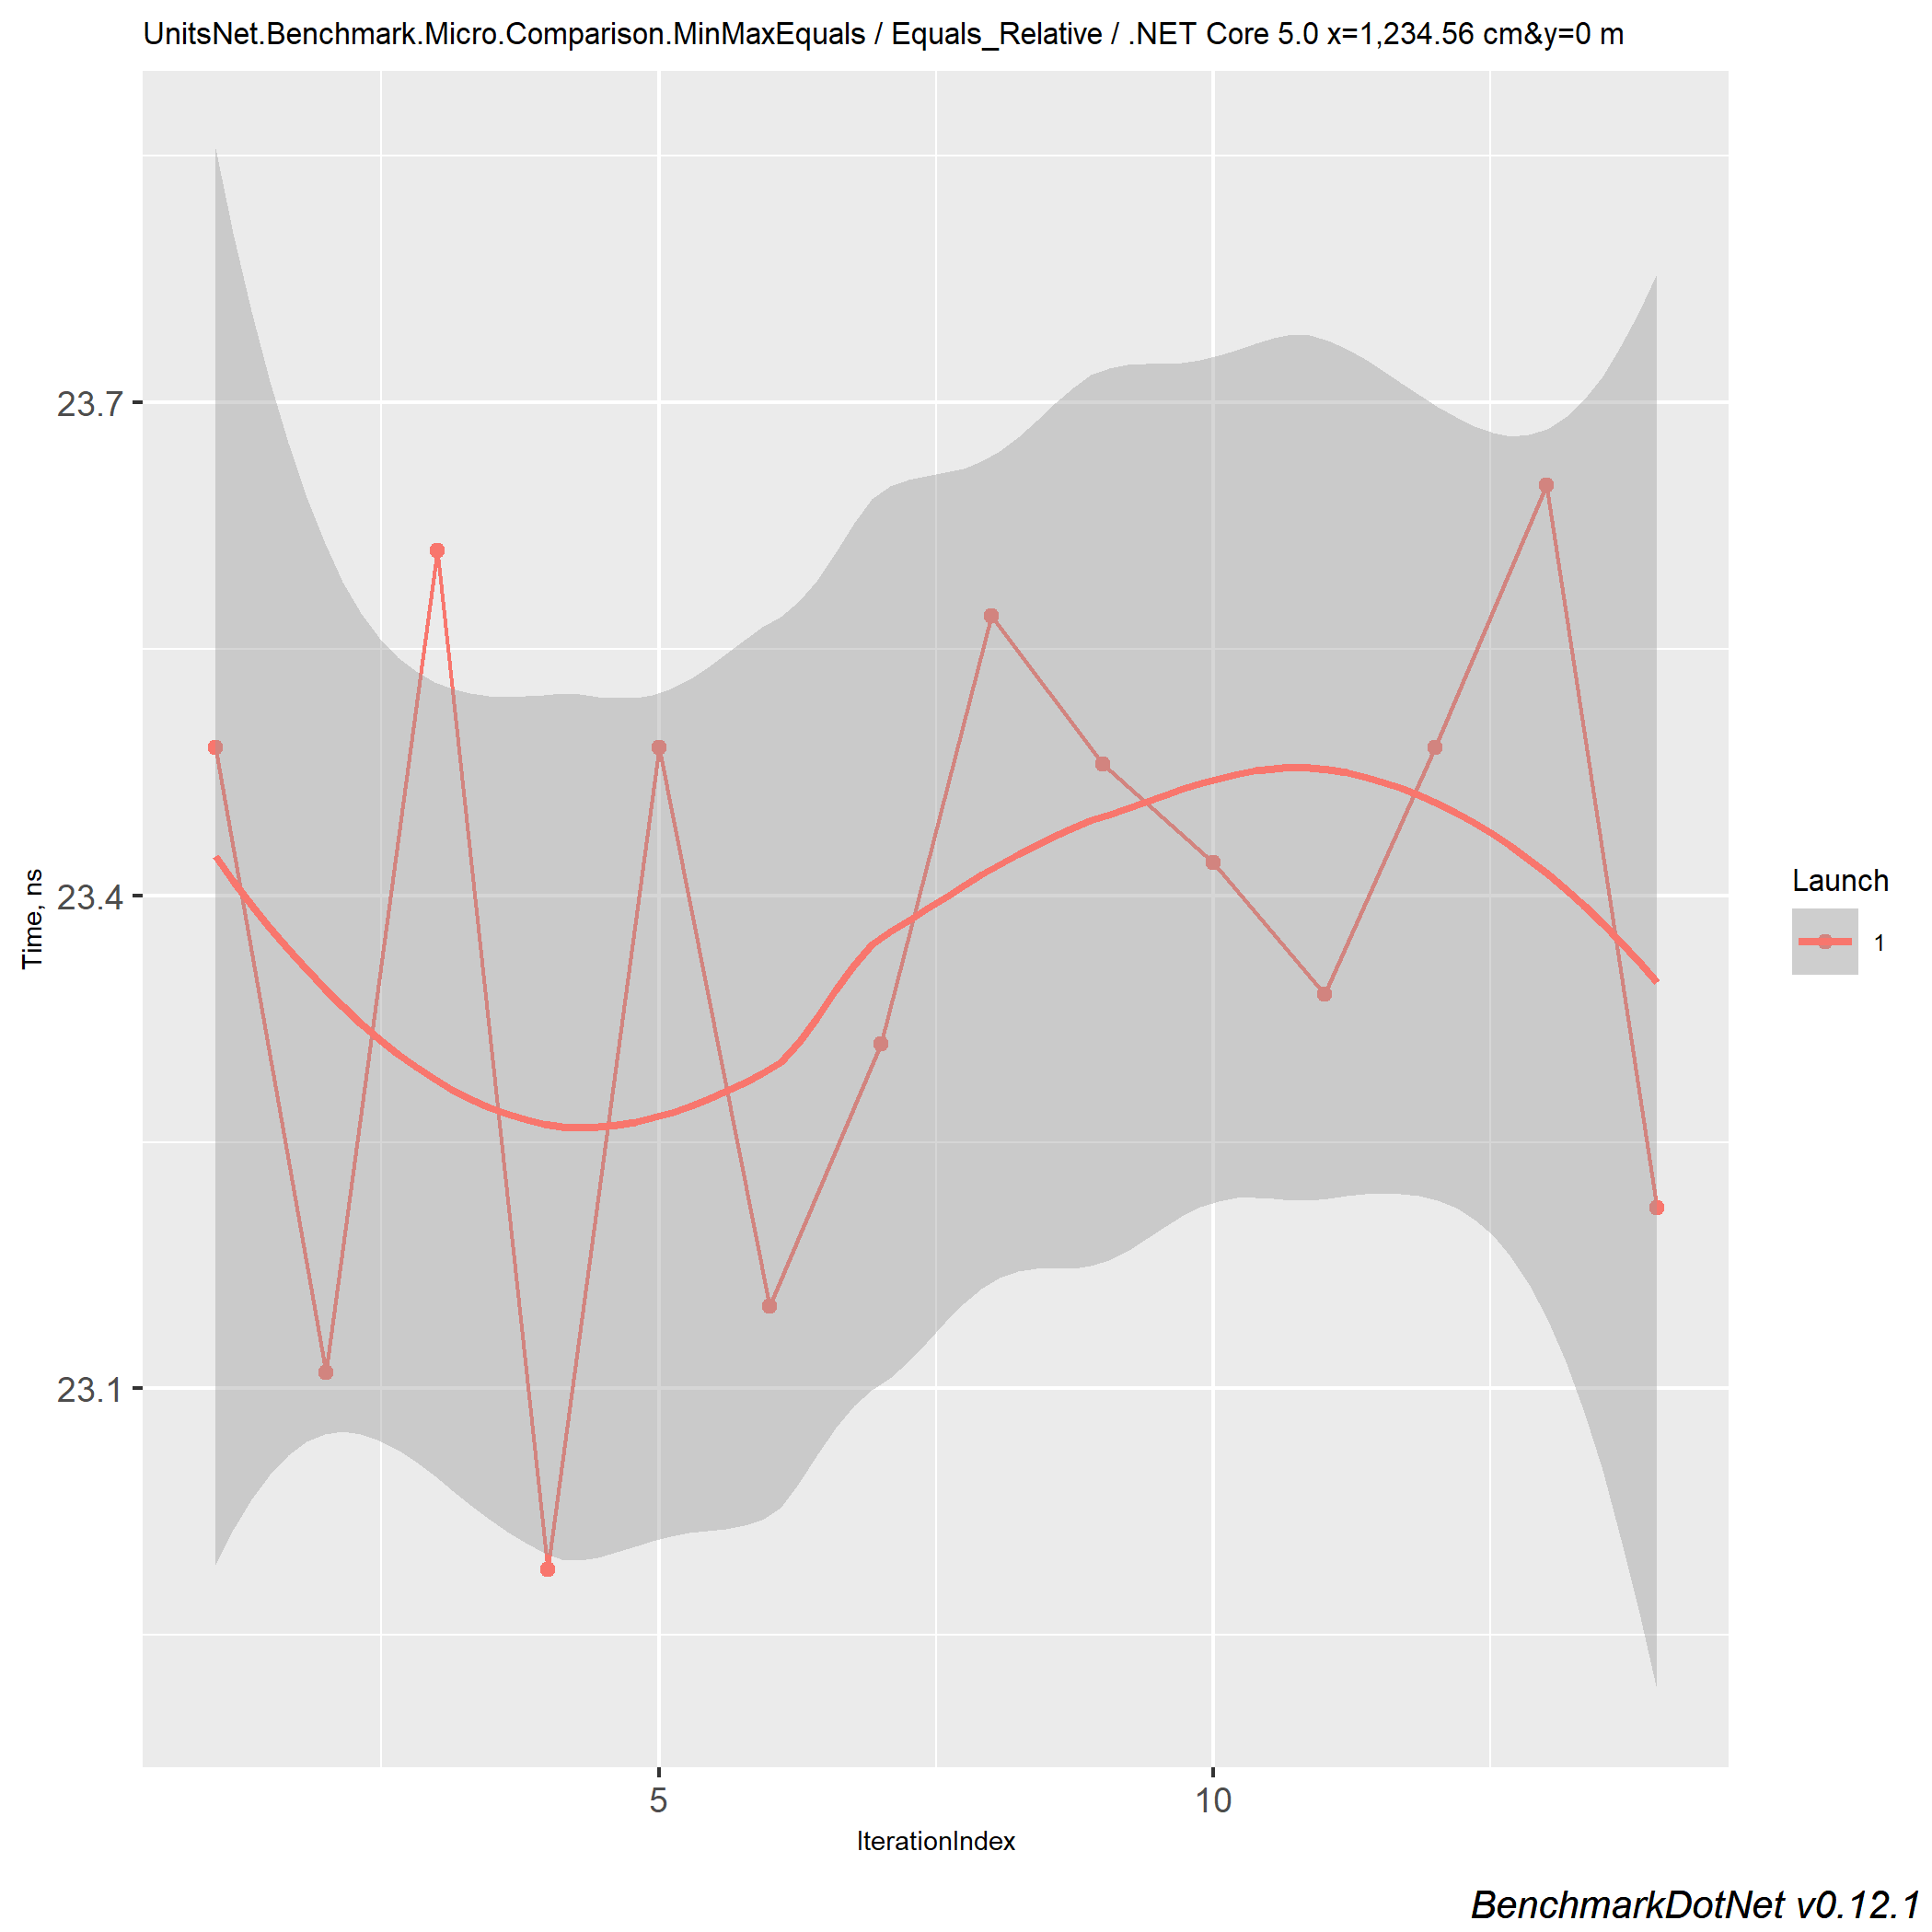 UnitsNet.Benchmark.Micro.Comparison.MinMaxEquals / Equals_Relative / .NET Core 5.0 x=1,234.56 cm&y=0 m
23.7
23.4
23.1
Time, ns
5
10
IterationIndex
Launch
1
BenchmarkDotNet v0.12.1